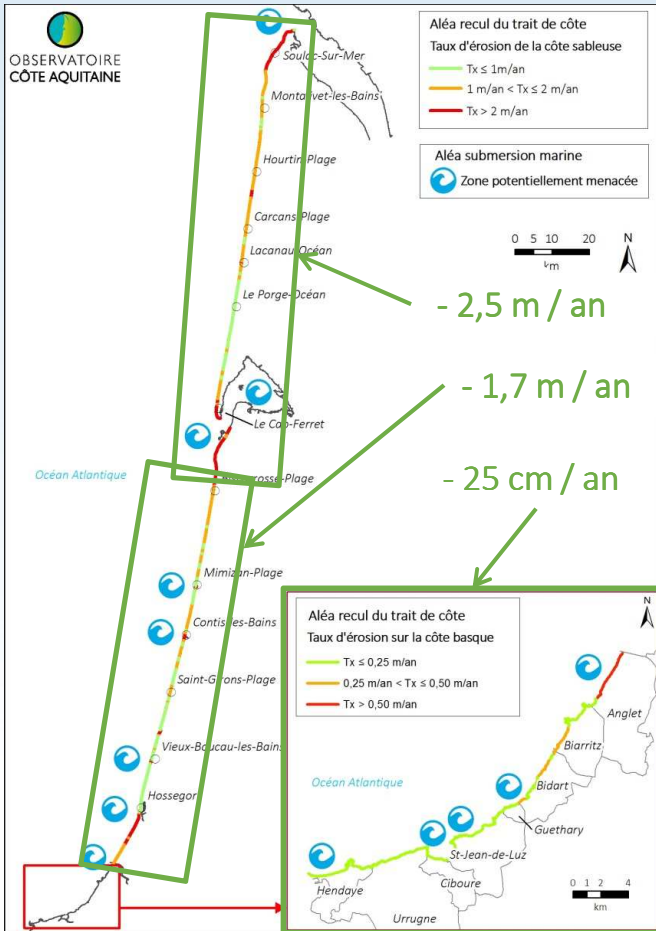 OBSERVATOIRE
CÔTE AQUITAINE
Aléa recul du trait de côte
Taux d'érosion de la côte sableuse
Tx ≤ 1m/an
1 m/an < Tx ≤ 2 m/an
Tx > 2 m/an
Aléa submersion marine
Zone potentiellement menacée
0 5 10 20
km
N
Soulac-Sur-Mer
Montalivet-les-Bains
Hourtin-Plage
Carcans-Plage
Lacanau-Océan
Le Porge-Océan
Le Cap-Ferret
- 2,5 m / an
- 1,7 m / an
- 25 cm / an
Océan Atlantique
Mimizan-Plage
Contis-les-Bains
Saint-Girons-Plage
Vieux-Boucau-les-Bains
Hossegor
Aléa recul du trait de côte
Taux d'érosion sur la côte basque
Tx ≤ 0,25 m/an
0,25 m/an < Tx ≤ 0,50 m/an
Tx > 0,50 m/an
N
Anglet
Biarritz
Bidart
Océan Atlantique
Guethary
St-Jean-de-Luz
Ciboure
Hendaye
Urrugne
0 1 2 4
km